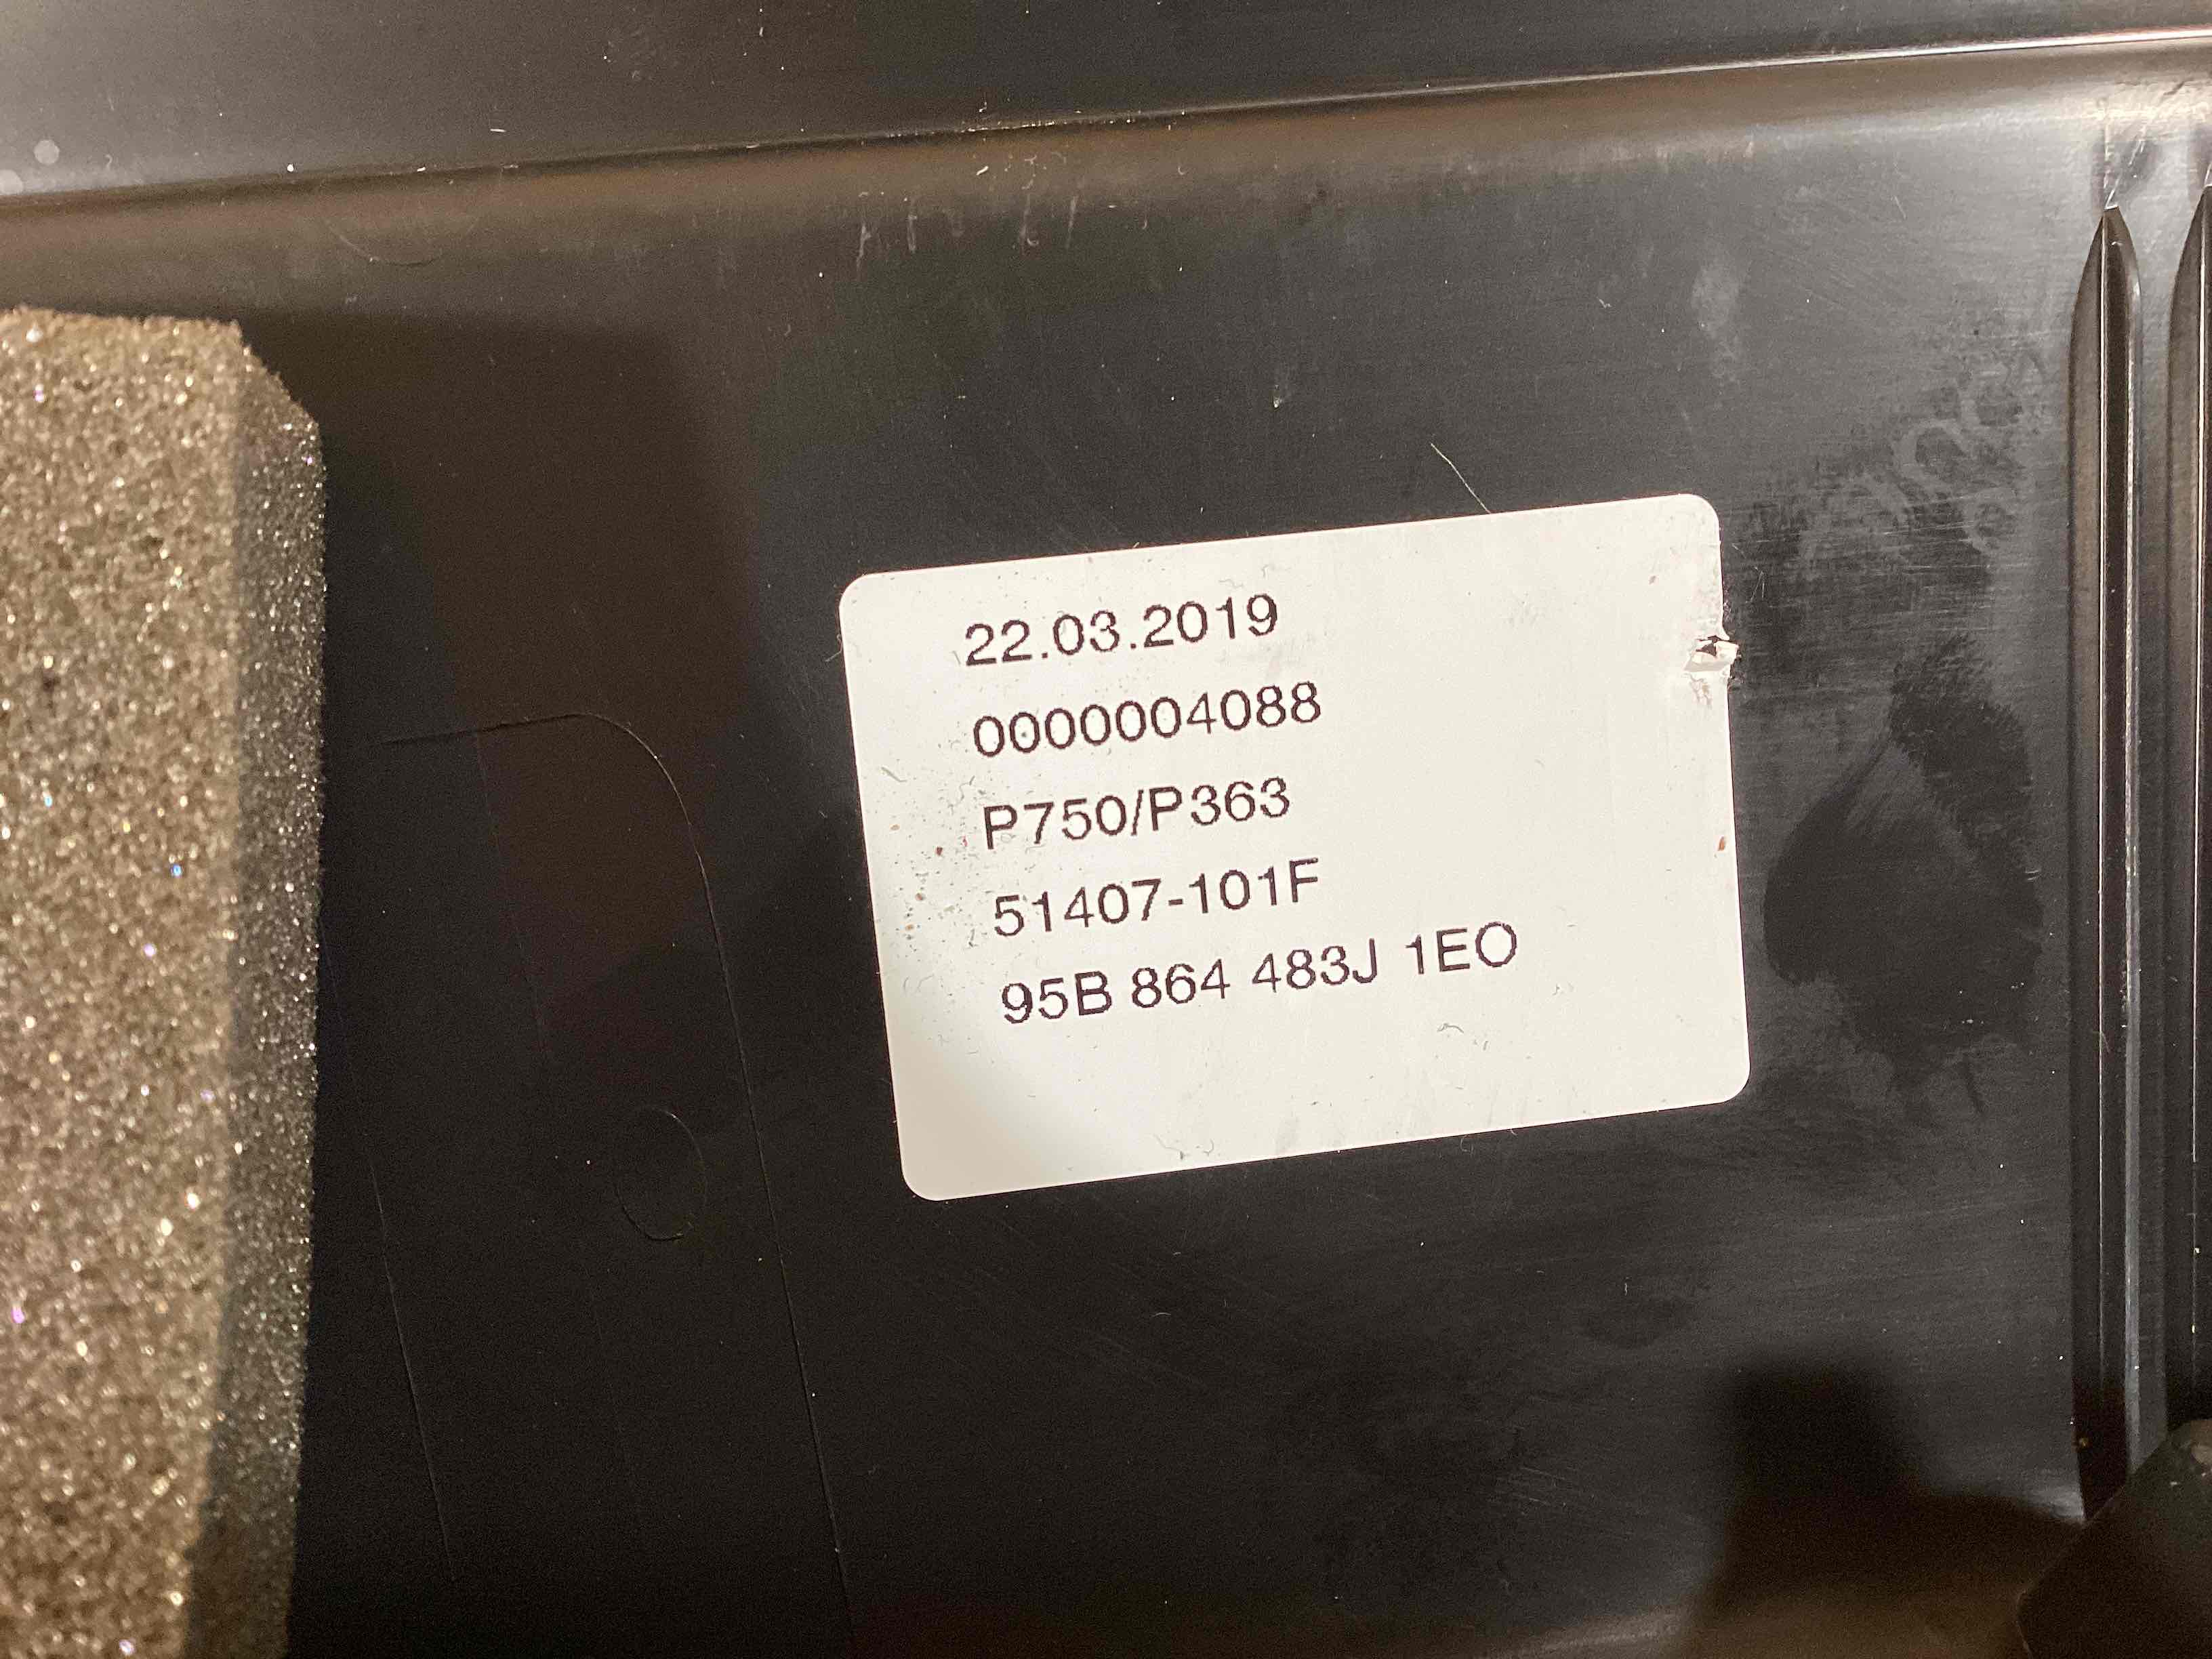 22.03.2019
0000004088
P750/P363
51407-101F
95B 864 483J 1EO